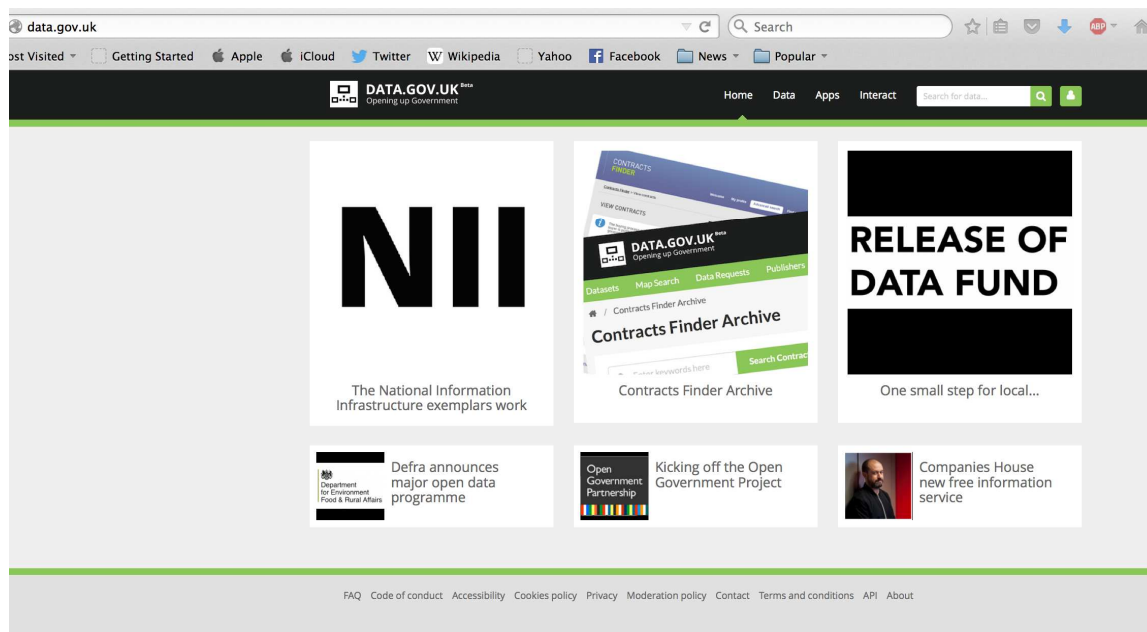 data.gov.uk
Search
ost Visited
Getting Started
Apple
iCloud
Twitter
Wikipedia
Yahoo
Facebook
News
Popular
ABP
DATA.GOV.UK Beta
Opening up Government
Home Data Apps Interact
Search for data...
NII
The National Information
Infrastructure exemplars work
CONTRACTS
FINDER
VIEW CONTRACTS
DATA.GOV.UK Beta
Opening up Government
Datasets Map Search Data Requests Publishers
/ Contracts Finder Archive
Contracts Finder Archive
Enter keywords here
Search Contrac
Contracts Finder Archive
RELEASE OF
DATA FUND
One small step for local...
Department
for Environment
Food & Rural Affairs
Defra announces
major open data
programme
Open
Government
Partnership
Kicking off the Open
Government Project
Companies House
new free information
service
FAQ Code of conduct Accessibility Cookies policy Privacy Moderation policy Contact Terms and conditions API About